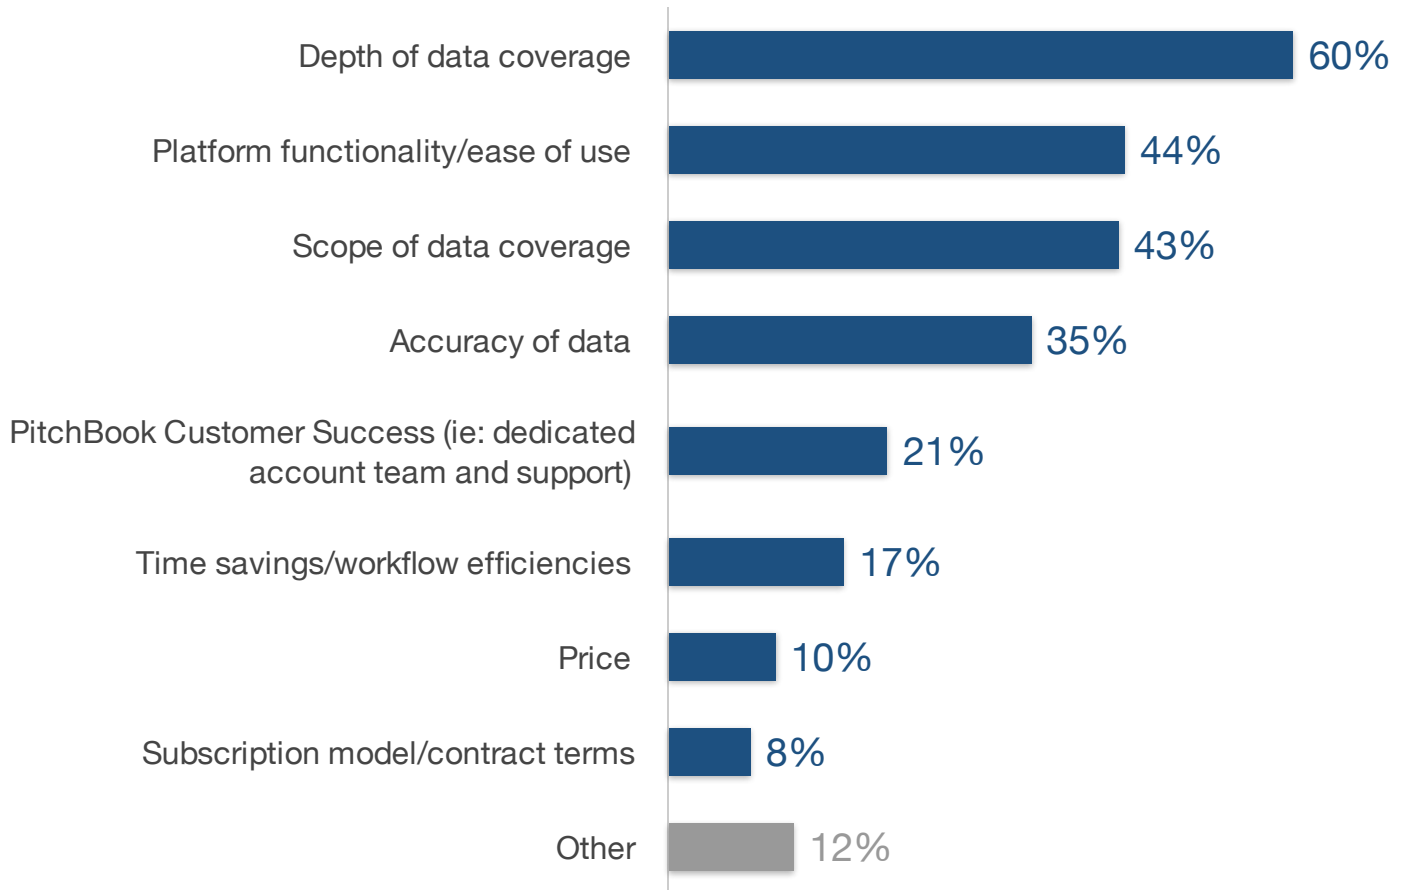 Depth of data coverage 60%
Platform functionality/ease of use 44%
Scope of data coverage 43%
Accuracy of data 35%
PitchBook Customer Success (ie: dedicated
account team and support) 21%
Time savings/workflow efficiencies 17%
Price 10%
Subscription model/contract terms 8%
Other 12%